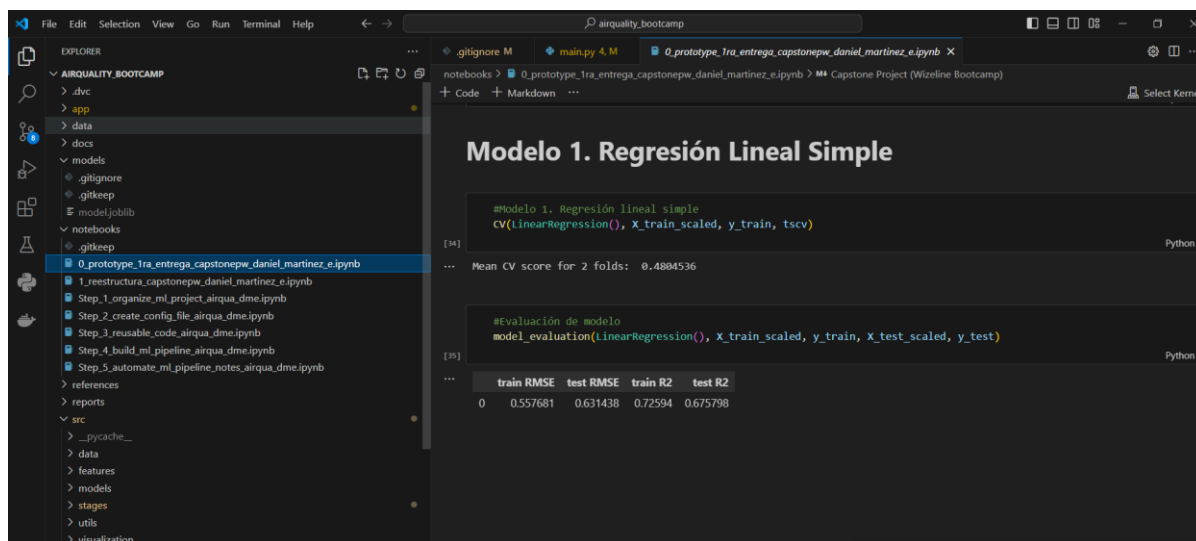 File Edit Selection View Go Run Terminal Help
airquality_bootcamp
EXPLORER
AIRQUALITY_BOOTCAMP
.dvc
app
data
docs
models
.gitignore
.gitkeep
model.joblib
notebooks
.gitkeep
0_prototype_1ra_entrega_capstonepw_daniel_martinez_e.ipynb
1_reestructura_capstonepw_daniel_martinez_e.ipynb
Step_1_organize_ml_project_airqua_dme.ipynb
Step_2_create_config_file_airqua_dme.ipynb
Step_3_reusable_code_airqua_dme.ipynb
Step_4_build_ml_pipeline_airqua_dme.ipynb
Step_5_automate_ml_pipeline_notes_airqua_dme.ipynb
references
reports
src
__pycache__
data
features
models
stages
utils
visualization
8
.gitignore M main.py 4, M 0_prototype_1ra_entrega_capstonepw_daniel_martinez_e.ipynb
notebooks > 0_prototype_1ra_entrega_capstonepw_daniel_martinez_e.ipynb > M Capstone Project (Wizeline Bootcamp)
+ Code + Markdown ... Select Kerne
Modelo 1. Regresión Lineal Simple
#Modelo 1. Regresión lineal simple
CV(LinearRegression(), X_train_scaled, y_train, tscv)
[34] Python
... Mean CV score for 2 folds: 0.4804536
#Evaluación de modelo
model_evaluation(LinearRegression(), X_train_scaled, y_train, X_test_scaled, y_test)
[35] Python
... train RMSE test RMSE train R2 test R2
0 0.557681 0.631438 0.72594 0.675798